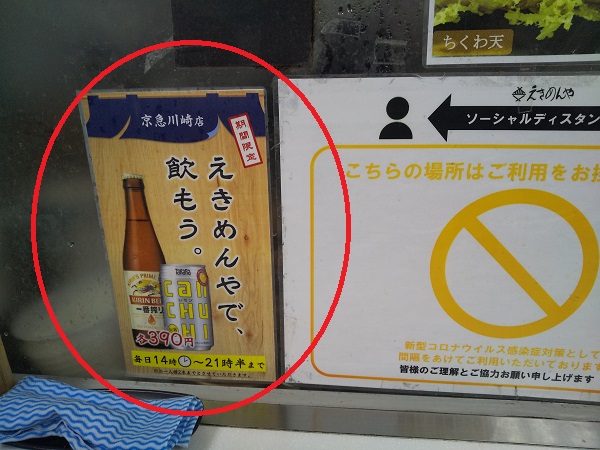 ちくわ天
京急川崎店
期間限定
えきめんやで、
飲もう。
KIRIN BEER
一番搾り
TaKaRa
can
CHU
HI
各390円
毎日14時〜21時半まで
えきめんや
ソーシャルディスタン
こちらの場所はご利用をお控
新型コロナウイルス感染症対策として
間隔をあけてご利用いただいております
皆様のご理解とご協力お願い申し上げます